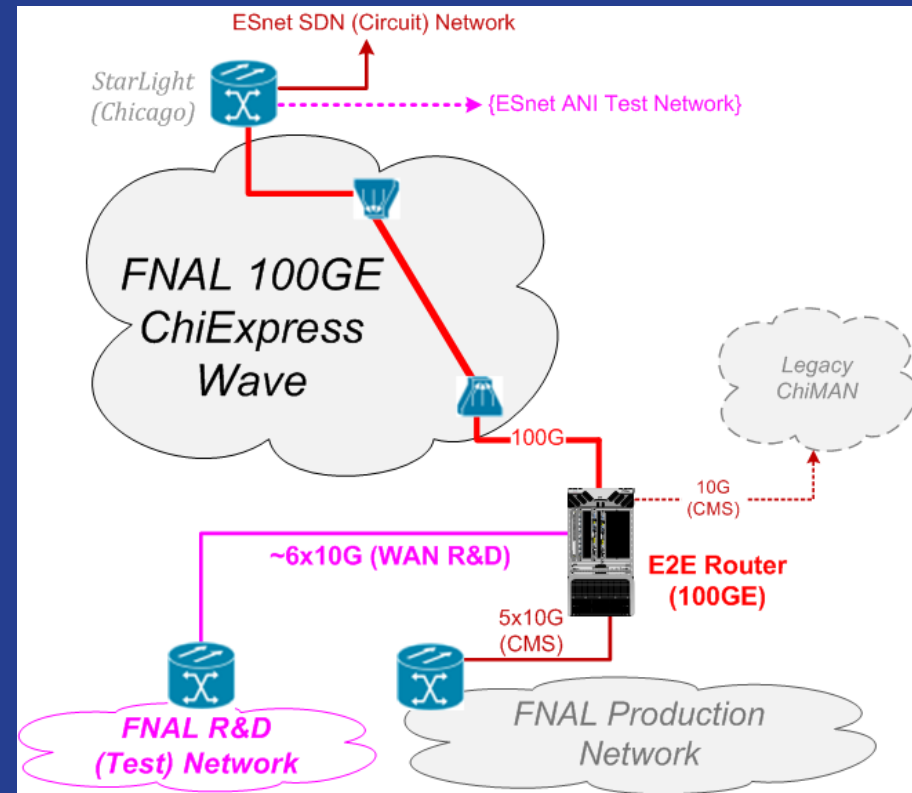 ESnet SDN (Circuit) Network
StarLight
(Chicago)
{ESnet ANI Test Network}
FNAL 100GE
ChiExpress
Wave
Legacy
ChiMAN
100G
10G
(CMS)
~6x10G (WAN R&D)
E2E Router
(100GE)
5x10G
(CMS)
FNAL R&D
(Test) Network
FNAL Production
Network